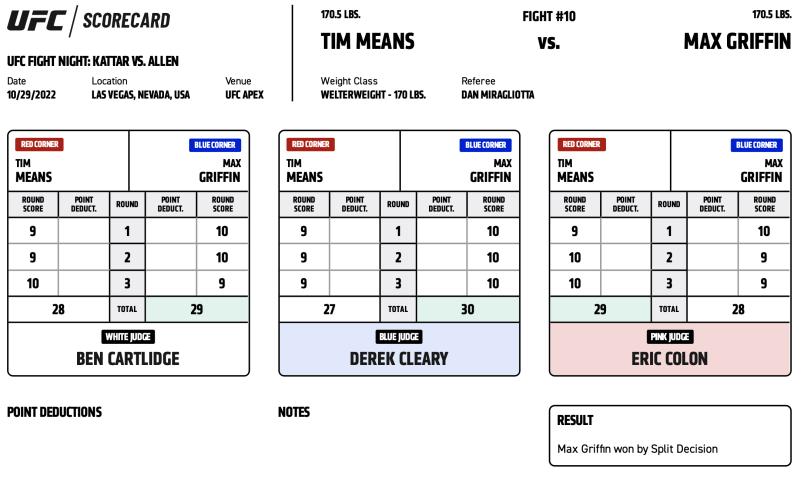 UFC / SCORECARD
UFC FIGHT NIGHT: KATTAR VS. ALLEN
Date Location Venue
10/29/2022 LAS VEGAS, NEVADA, USA UFC APEX
170.5 LBS. FIGHT #10 170.5 LBS.
TIM MEANS VS. MAX GRIFFIN
Weight Class Referee
WELTERWEIGHT - 170 LBS. DAN MIRAGLIOTTA
RED CORNER BLUE CORNER
TIM MAX
MEANS GRIFFIN
ROUND SCORE POINT DEDUCT. ROUND POINT DEDUCT. ROUND SCORE
9 1 10
9 2 10
10 3 9
28 TOTAL 29
WHITE JUDGE
BEN CARTLIDGE
RED CORNER BLUE CORNER
TIM MAX
MEANS GRIFFIN
ROUND SCORE POINT DEDUCT. ROUND POINT DEDUCT. ROUND SCORE
9 1 10
9 2 10
9 3 10
27 TOTAL 30
BLUE JUDGE
DEREK CLEARY
RED CORNER BLUE CORNER
TIM MAX
MEANS GRIFFIN
ROUND SCORE POINT DEDUCT. ROUND POINT DEDUCT. ROUND SCORE
9 1 10
10 2 9
10 3 9
29 TOTAL 28
PINK JUDGE
ERIC COLON
POINT DEDUCTIONS
NOTES
RESULT
Max Griffin won by Split Decision